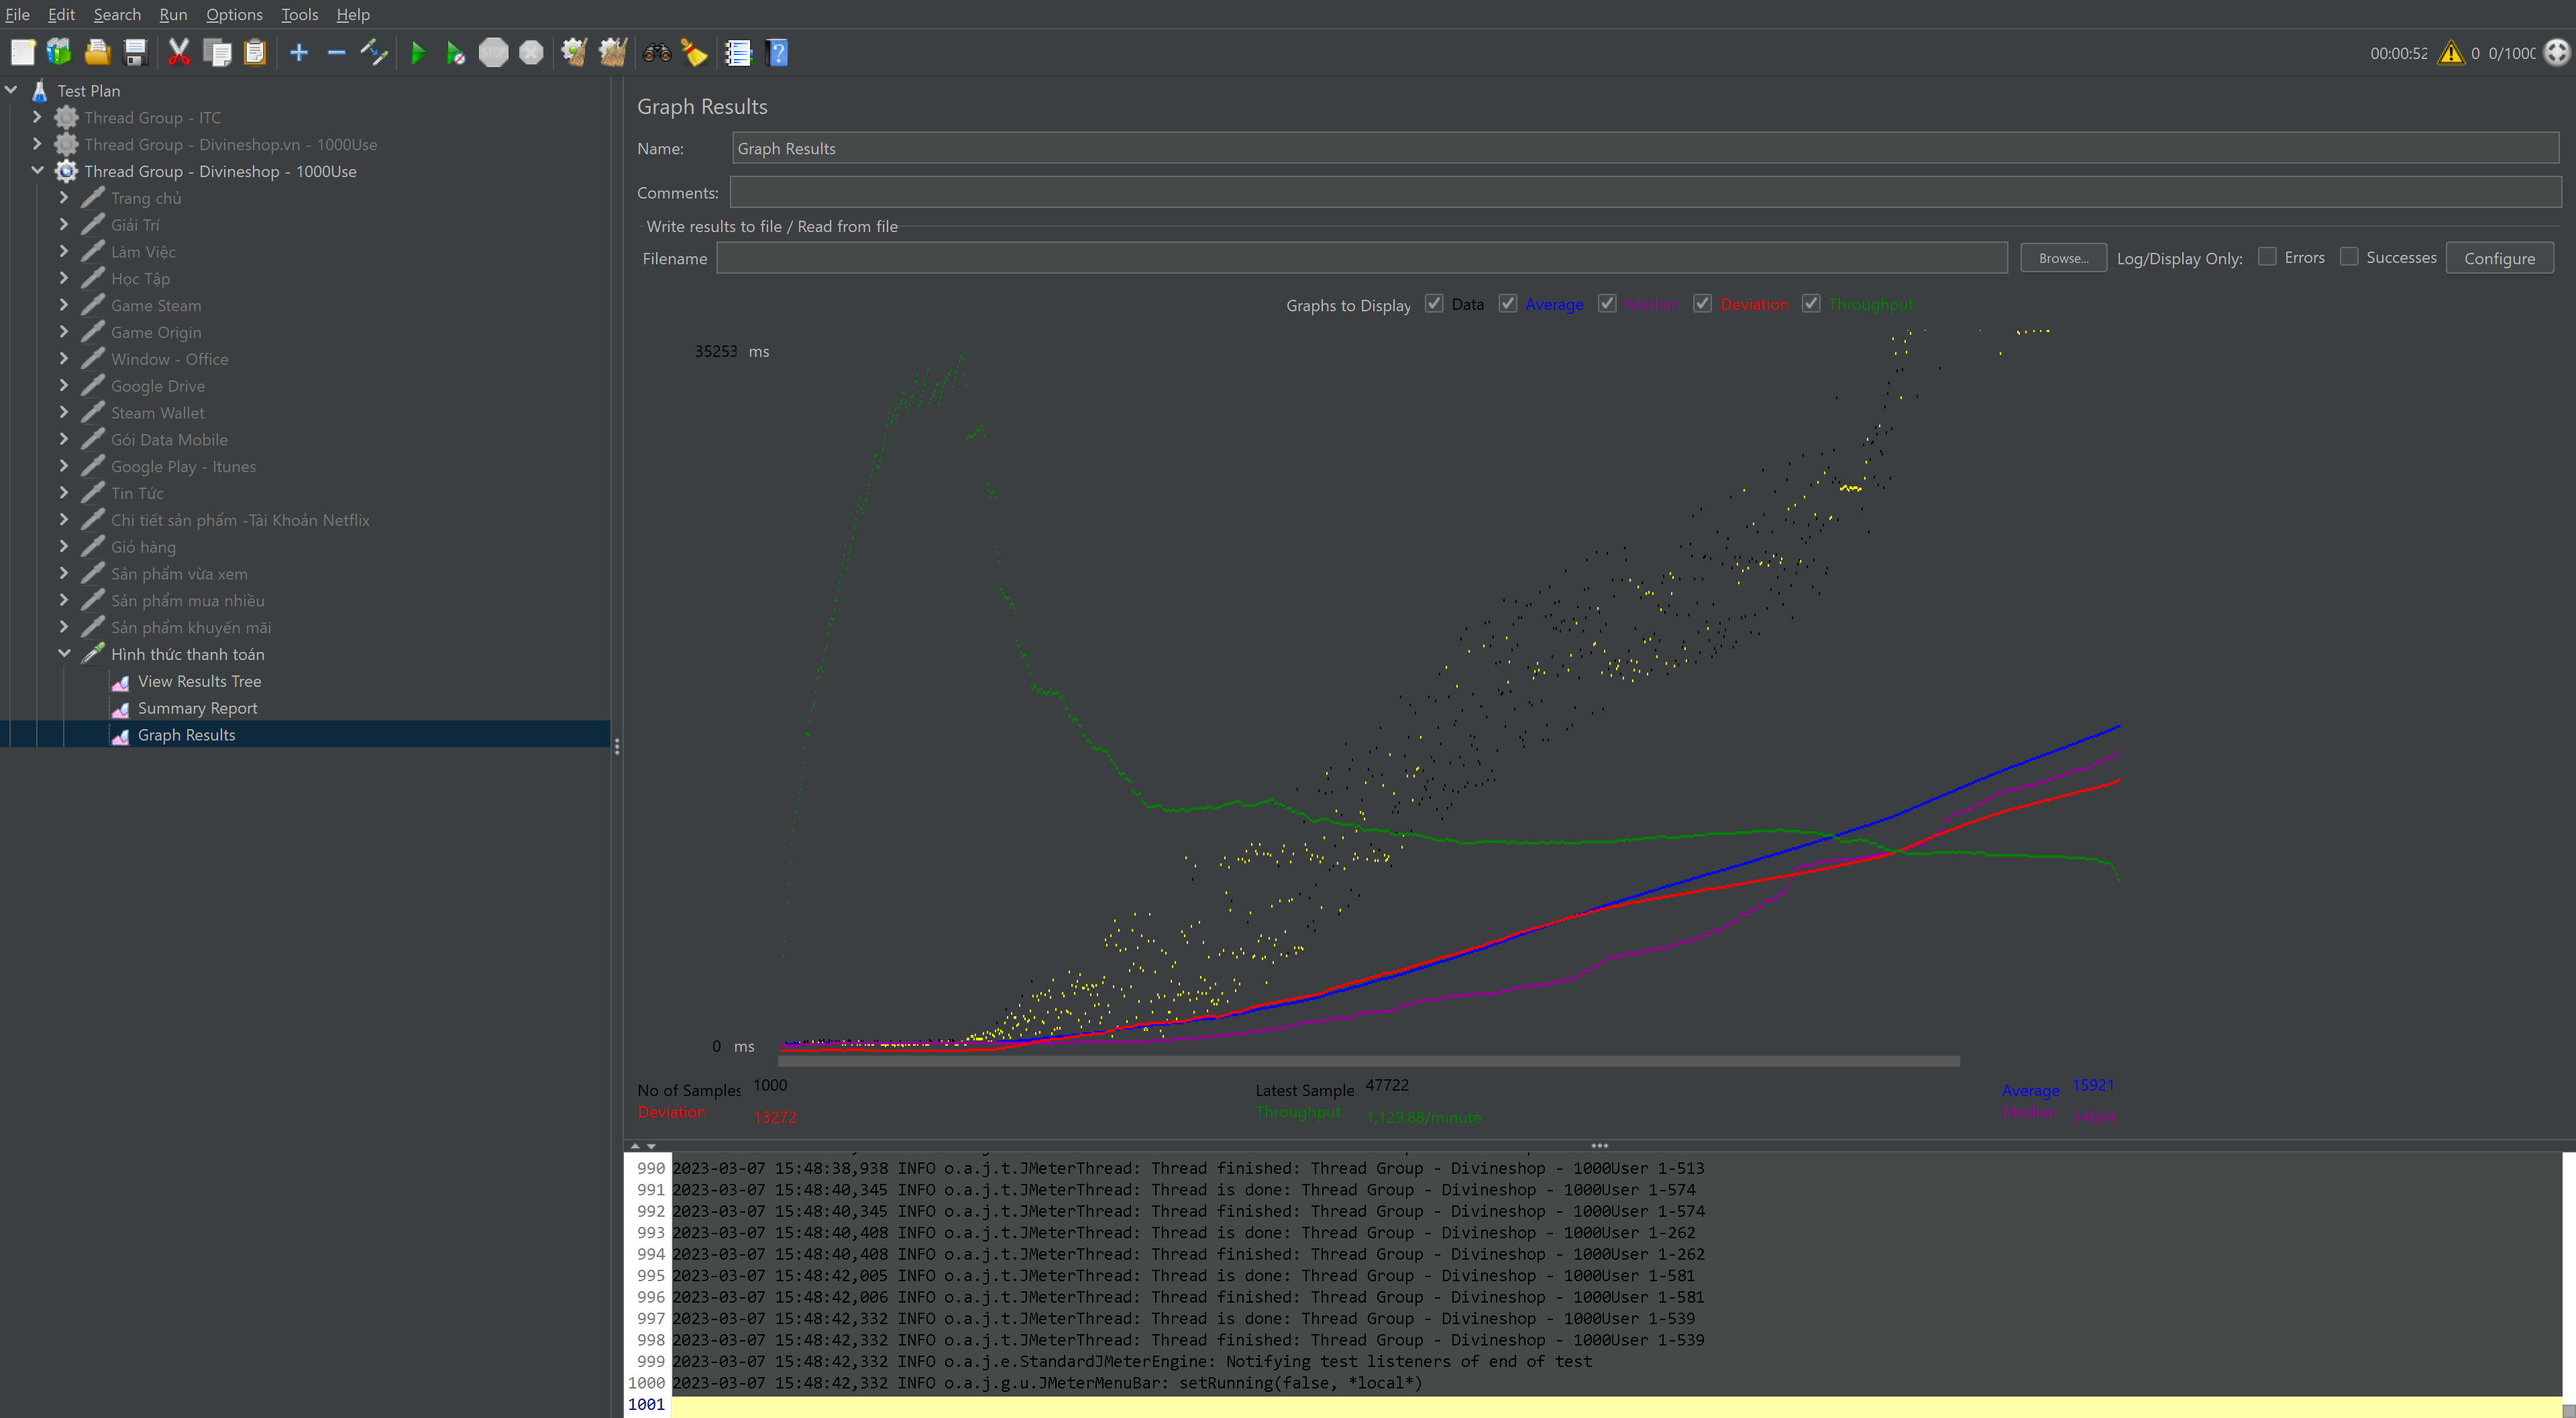 File Edit Search Run Options Tools Help
00:00:52 0 0/100
Test Plan
Thread Group - ITC
Thread Group - Divineshop.vn - 1000Use
Thread Group - Divineshop - 1000Use
Trang chủ
Giải Trí
Làm Việc
Học Tập
Game Steam
Game Origin
Window - Office
Google Drive
Steam Wallet
Gói Data Mobile
Google Play - Itunes
Tin Tức
Chi tiết sản phẩm -Tài Khoản Netflix
Giỏ hàng
Sản phẩm vừa xem
Sản phẩm mua nhiều
Sản phẩm khuyến mãi
Hình thức thanh toán
View Results Tree
Summary Report
Graph Results
Graph Results
Name: Graph Results
Comments:
Write results to file / Read from file
Filename Browse... Log/Display Only: Errors Successes Configure
Graphs to Display Data Average Median Deviation Throughput
35253 ms
0 ms
No of Samples 1000 Latest Sample 47722 Average 15921
Deviation 13272 Throughput 1,129.88/minute Median
990 2023-03-07 15:48:38,938 INFO o.a.j.t.JMeterThread: Thread finished: Thread Group - Divineshop - 1000User 1-513
991 2023-03-07 15:48:40,345 INFO o.a.j.t.JMeterThread: Thread is done: Thread Group - Divineshop - 1000User 1-574
992 2023-03-07 15:48:40,345 INFO o.a.j.t.JMeterThread: Thread finished: Thread Group - Divineshop - 1000User 1-574
993 2023-03-07 15:48:40,408 INFO o.a.j.t.JMeterThread: Thread is done: Thread Group - Divineshop - 1000User 1-262
994 2023-03-07 15:48:40,408 INFO o.a.j.t.JMeterThread: Thread finished: Thread Group - Divineshop - 1000User 1-262
995 2023-03-07 15:48:42,005 INFO o.a.j.t.JMeterThread: Thread is done: Thread Group - Divineshop - 1000User 1-581
996 2023-03-07 15:48:42,006 INFO o.a.j.t.JMeterThread: Thread finished: Thread Group - Divineshop - 1000User 1-581
997 2023-03-07 15:48:42,332 INFO o.a.j.t.JMeterThread: Thread is done: Thread Group - Divineshop - 1000User 1-539
998 2023-03-07 15:48:42,332 INFO o.a.j.t.JMeterThread: Thread finished: Thread Group - Divineshop - 1000User 1-539
999 2023-03-07 15:48:42,332 INFO o.a.j.e.StandardJMeterEngine: Notifying test listeners of end of test
1000 2023-03-07 15:48:42,332 INFO o.a.j.g.u.JMeterMenuBar: setRunning(false, *local*)
1001